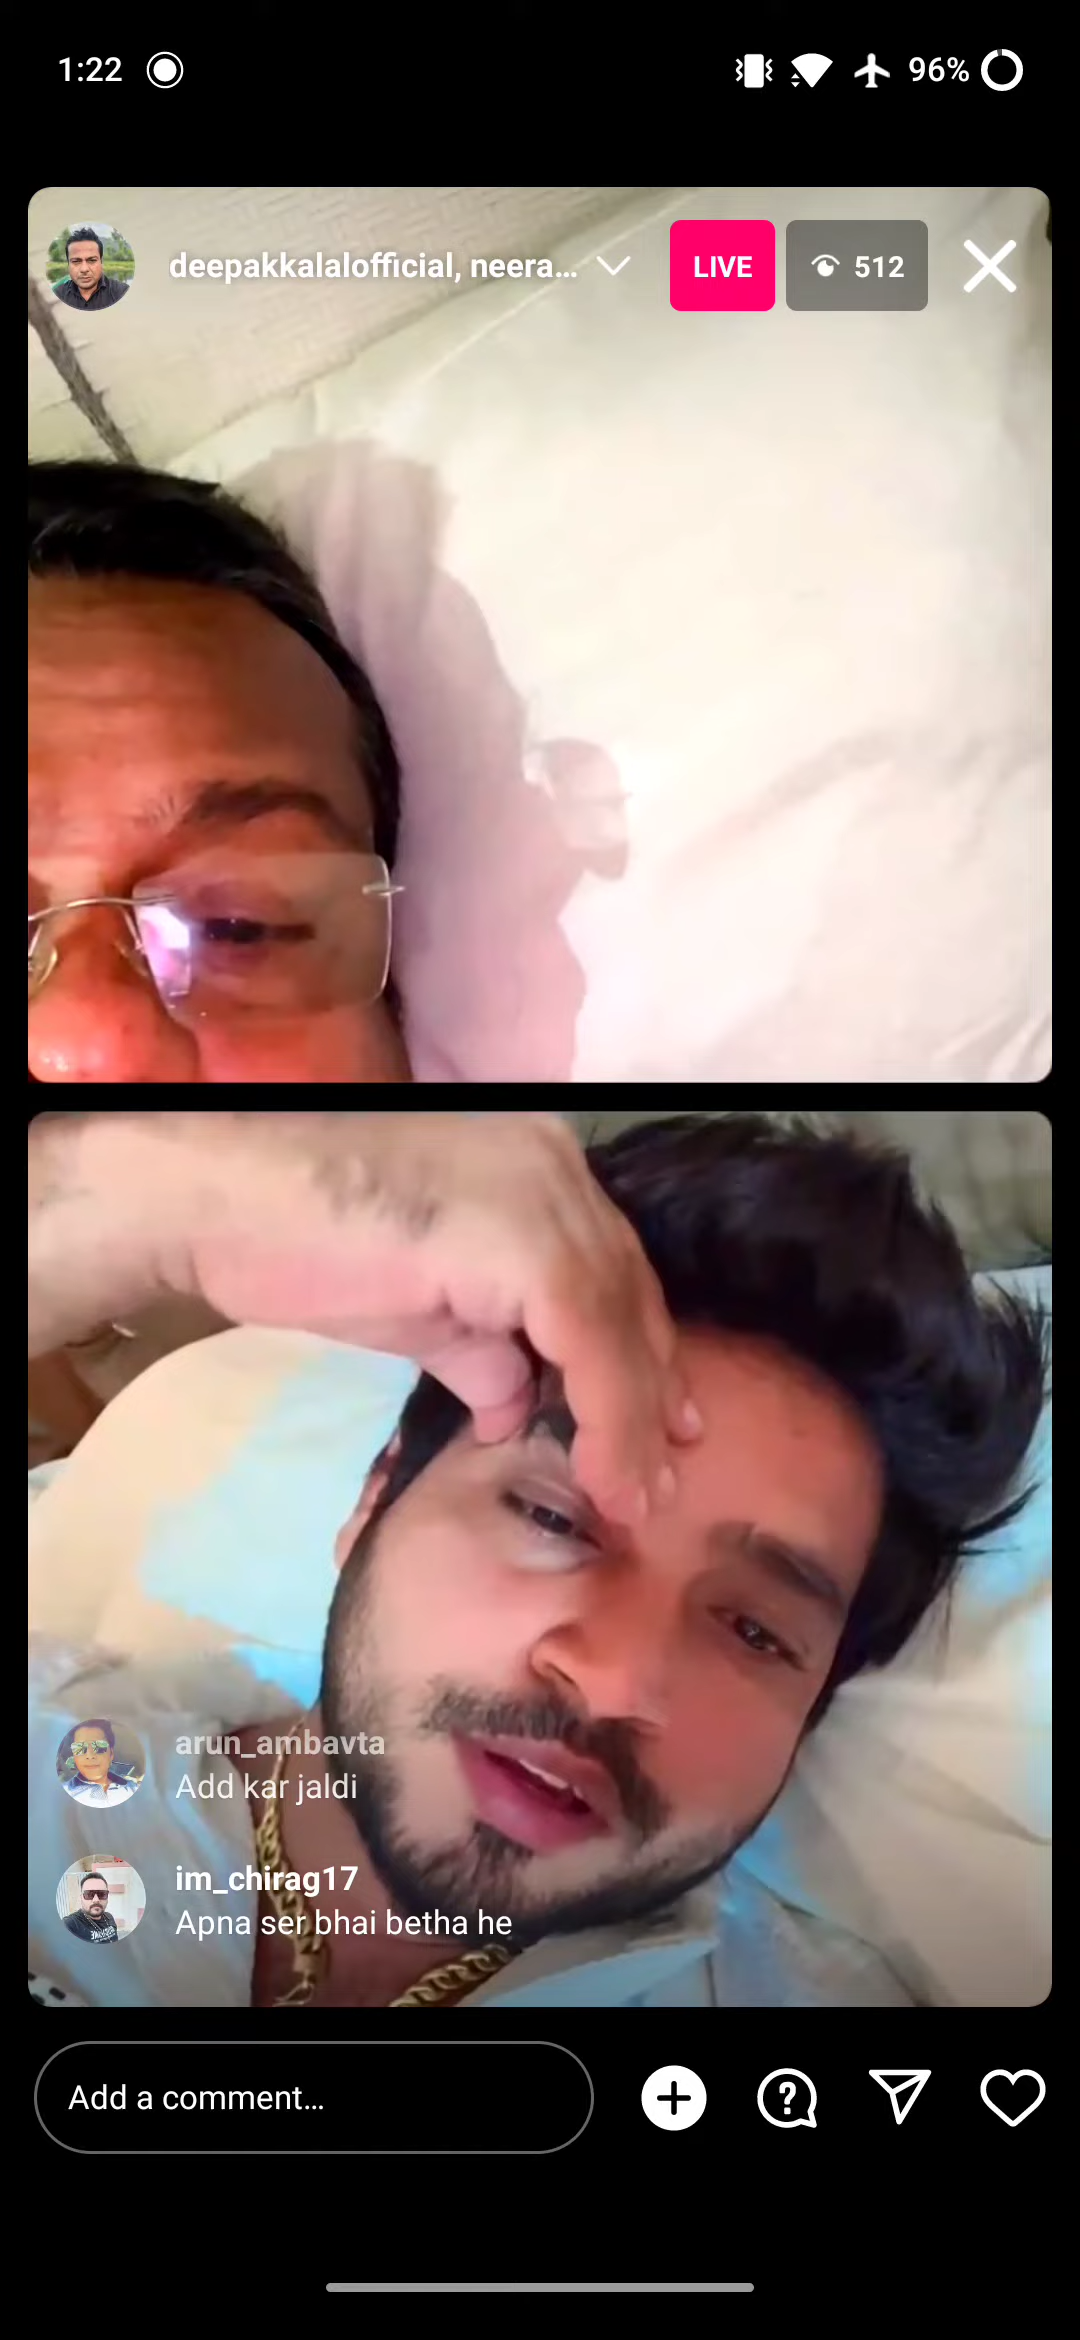 1:22
96%
deepakkalalofficial, neera...
LIVE
512
arun_ambavta
Add kar jaldi
im_chirag17
Apna ser bhai betha he
Add a comment...